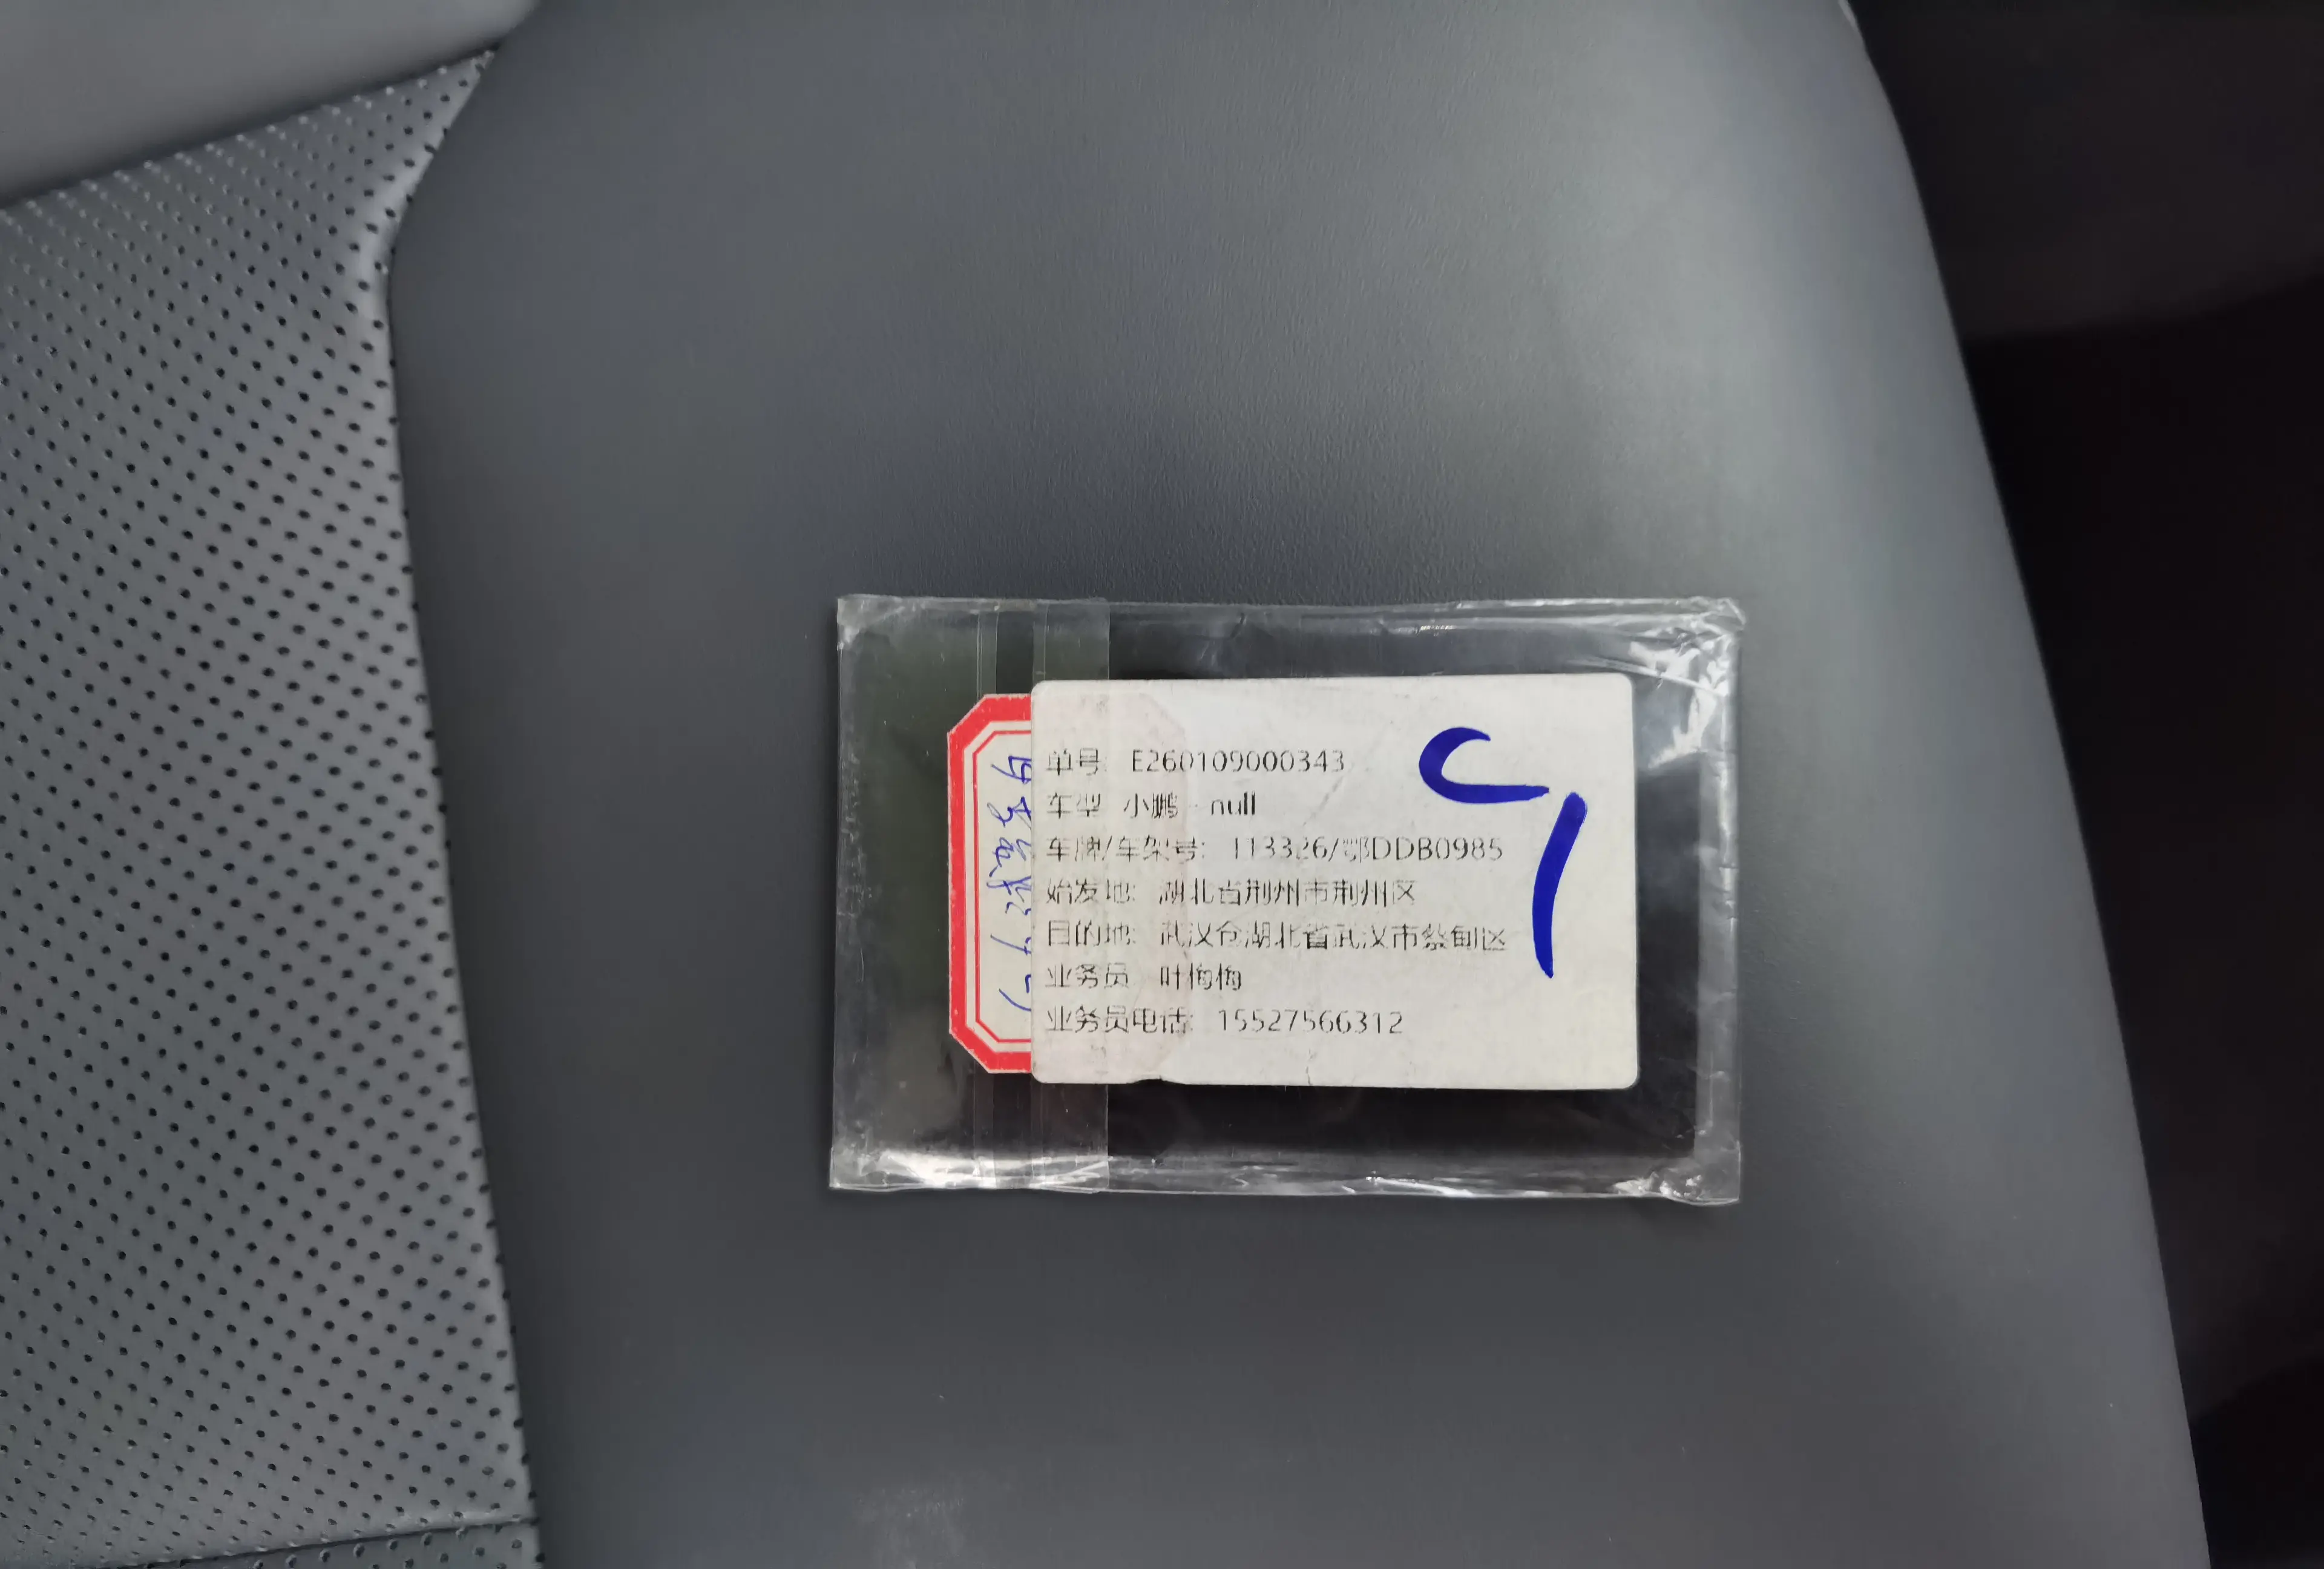 单号: E260109000343
车型 小鹏 - null
车牌/车架号: 113326/鄂DDB0985
始发地: 湖北省荆州市荆州区
目的地: 武汉仓湖北省武汉市蔡甸区
业务员 叶梅梅
业务员电话: 15527566312